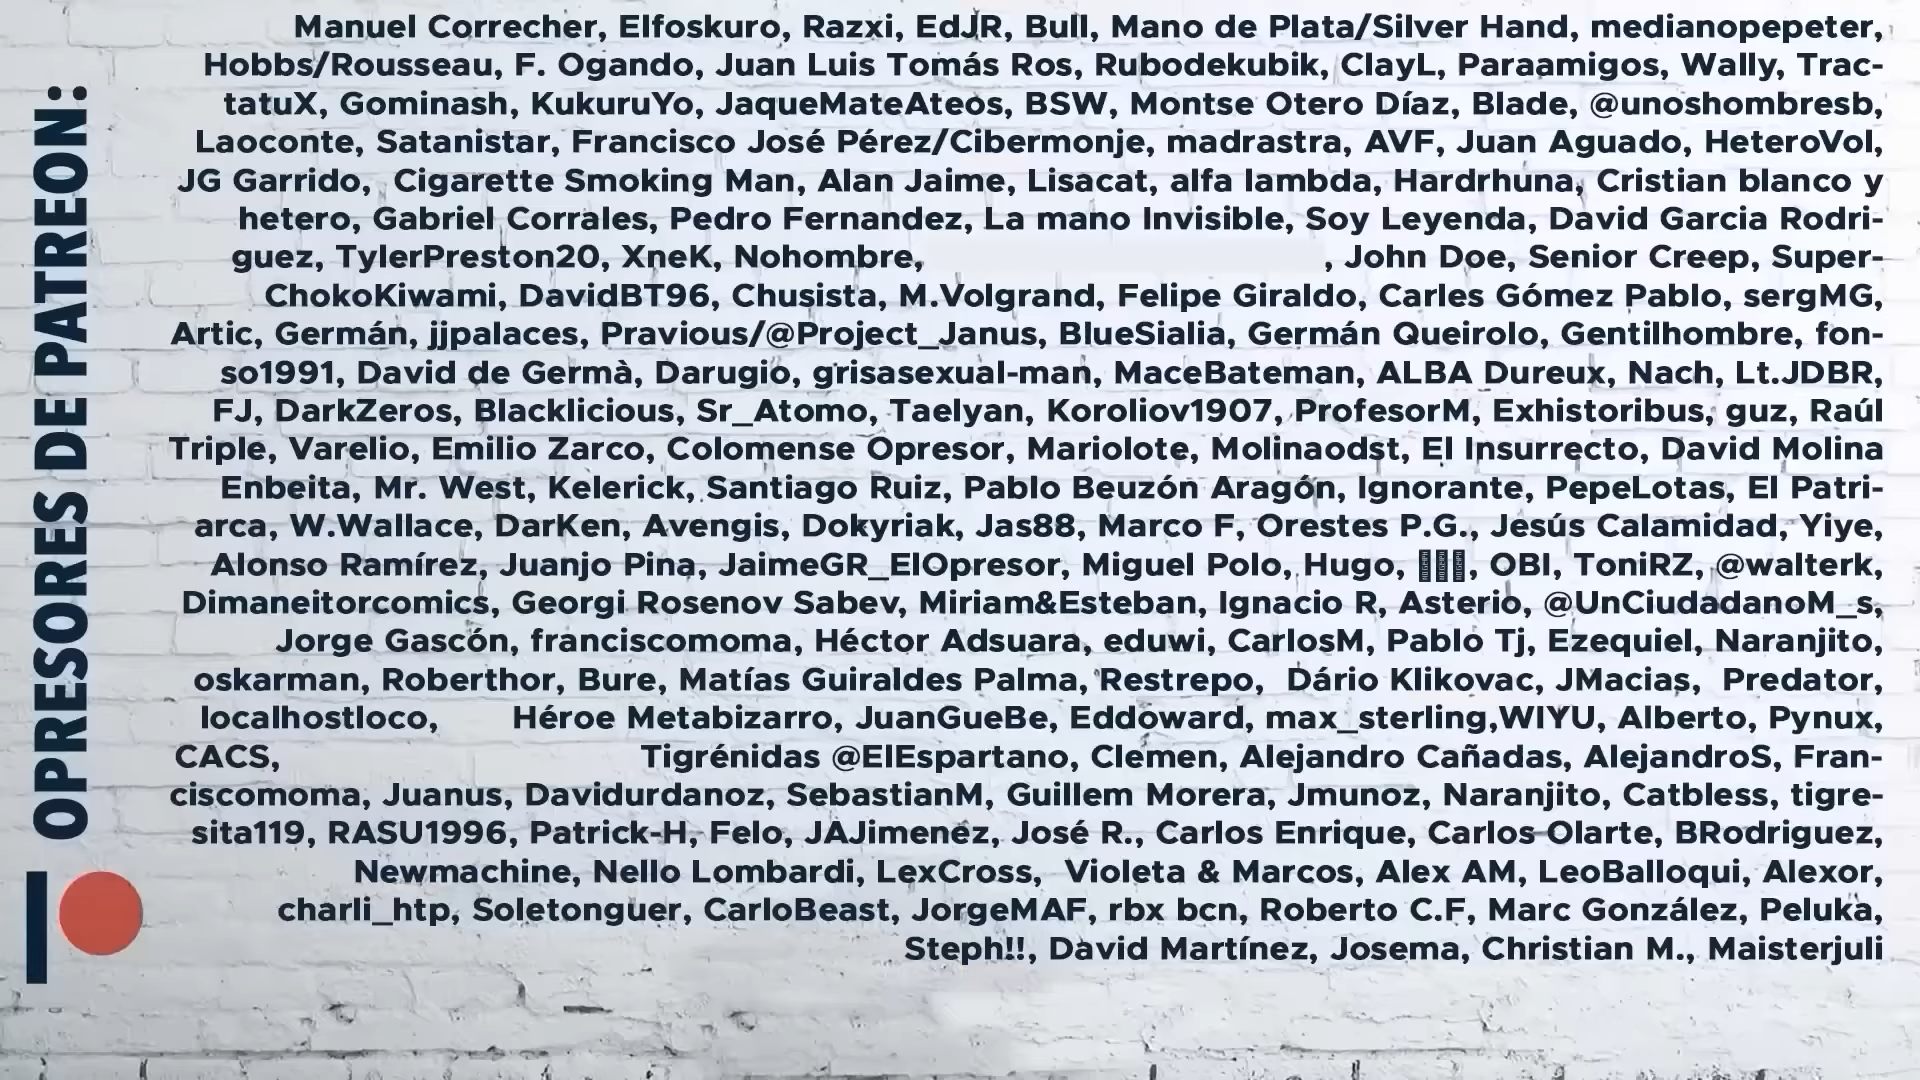 OPRESORES DE PATREON:
Manuel Correcher, Elfoskuro, Razxi, EdJR, Bull, Mano de Plata/Silver Hand, medianopepeter,
Hobbs/Rousseau, F. Ogando, Juan Luis Tomás Ros, Rubodekubik, ClayL, Paraamigos, Wally, Trac-
tatuX, Gominash, KukuruYo, JaqueMateAteos, BSW, Montse Otero Díaz, Blade, @unoshombresb,
Laoconte, Satanistar, Francisco José Pérez/Cibermonje, madrastra, AVF, Juan Aguado, HeteroVol,
JG Garrido, Cigarette Smoking Man, Alan Jaime, Lisacat, alfa lambda, Hardrhuna, Cristian blanco y
hetero, Gabriel Corrales, Pedro Fernandez, La mano Invisible, Soy Leyenda, David Garcia Rodri-
guez, TylerPreston20, XneK, Nohombre, , John Doe, Senior Creep, Super-
ChokoKiwami, DavidBT96, Chusista, M.Volgrand, Felipe Giraldo, Carles Gómez Pablo, sergMG,
Artic, Germán, jjpalaces, Pravious/@Project_Janus, BlueSialia, Germán Queirolo, Gentilhombre, fon-
so1991, David de Germà, Darugio, grisasexual-man, MaceBateman, ALBA Dureux, Nach, Lt.JDBR,
FJ, DarkZeros, Blacklicious, Sr_Atomo, Taelyan, Koroliov1907, ProfesorM, Exhistoribus, guz, Raúl
Triple, Varelio, Emilio Zarco, Colomense Opresor, Mariolote, Molinaodst, El Insurrecto, David Molina
Enbeita, Mr. West, Kelerick, Santiago Ruiz, Pablo Beuzón Aragón, Ignorante, PepeLotas, El Patri-
arca, W.Wallace, DarKen, Avengis, Dokyriak, Jas88, Marco F, Orestes P.G., Jesús Calamidad, Yiye,
Alonso Ramírez, Juanjo Pina, JaimeGR_ElOpresor, Miguel Polo, Hugo, , OBI, ToniRZ, @walterk,
Dimaneitorcomics, Georgi Rosenov Sabev, Miriam&Esteban, Ignacio R, Asterio, @UnCiudadanoM_s,
Jorge Gascón, franciscomoma, Héctor Adsuara, eduwi, CarlosM, Pablo Tj, Ezequiel, Naranjito,
oskarman, Roberthor, Bure, Matías Guiraldes Palma, Restrepo, Dário Klikovac, JMacias, Predator,
localhostloco, Héroe Metabizarro, JuanGueBe, Eddoward, max_sterling,WIYU, Alberto, Pynux,
CACS, Tigrénidas @ElEspartano, Clemen, Alejandro Cañadas, AlejandroS, Fran-
ciscomoma, Juanus, Davidurdanoz, SebastianM, Guillem Morera, Jmunoz, Naranjito, Catbless, tigre-
sita119, RASU1996, Patrick-H, Felo, JAJimenez, José R., Carlos Enrique, Carlos Olarte, BRodriguez,
Newmachine, Nello Lombardi, LexCross, Violeta & Marcos, Alex AM, LeoBalloqui, Alexor,
charli_htp, Soletonguer, CarloBeast, JorgeMAF, rbx bcn, Roberto C.F, Marc González, Peluka,
Steph!!, David Martínez, Josema, Christian M., Maisterjuli